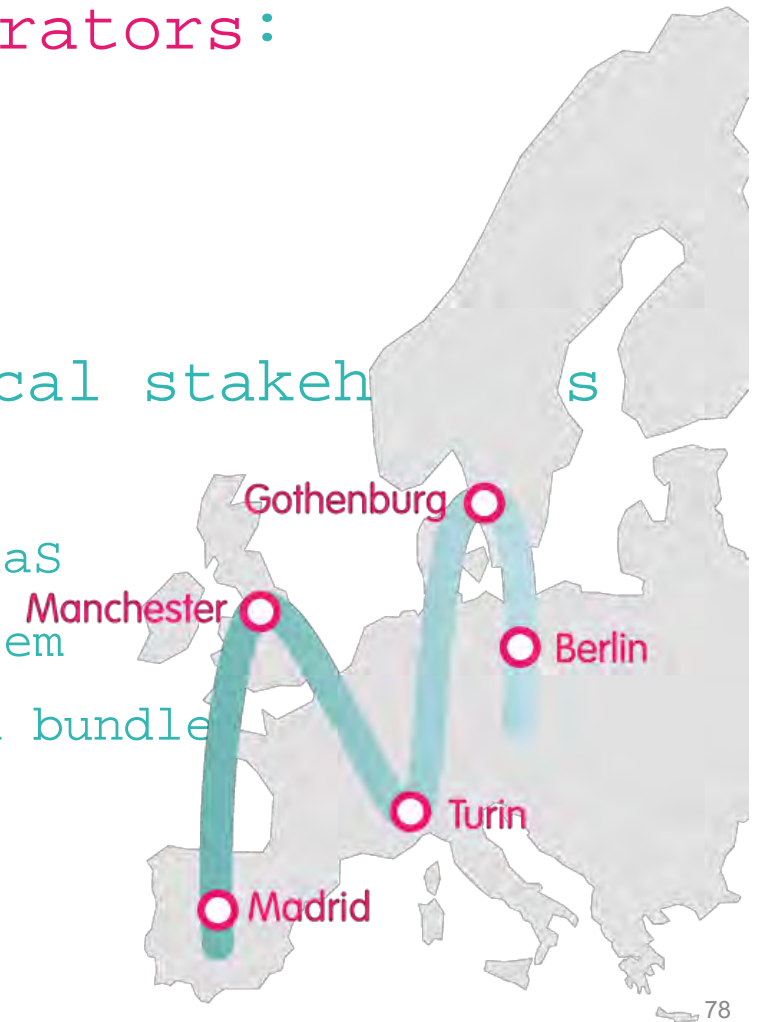 rators:
cal stakeh s
Gothenburg
aS
Manchester
em
Berlin
bundle
Turin
Madrid
78